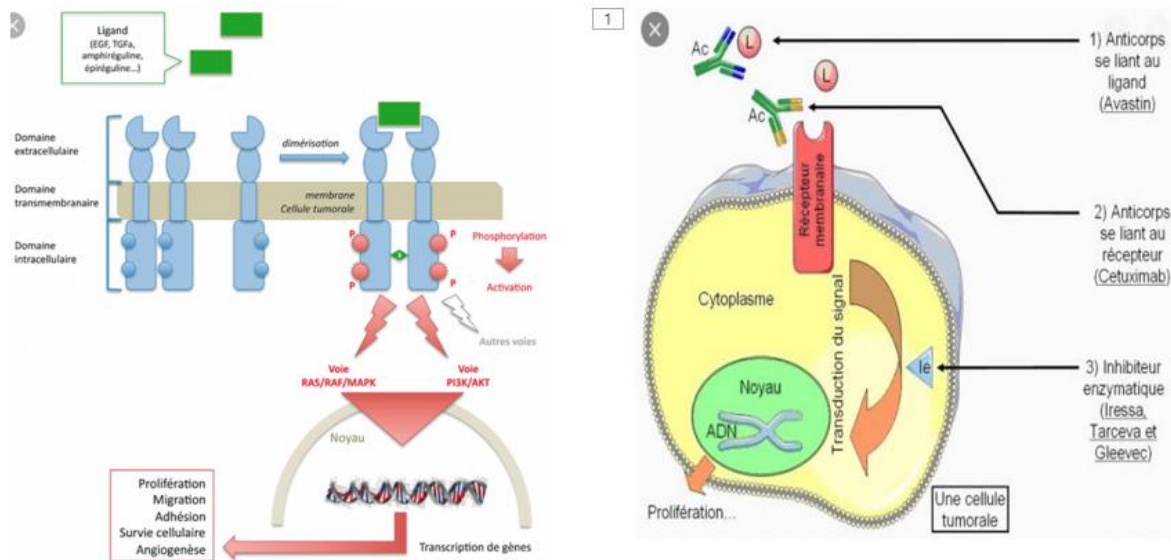 Ligand
(EGF, TGFa,
amphiréguline,
épiréguline...)
Domaine
extracellulaire
dimérisation
Domaine
transmembranaire
membrane
Cellule tumorale
Domaine
intracellulaire
P
P
Phosphorylation
P
P
Activation
Autres voies
Voie
RAS/RAF/MAPK
Voie
PI3K/AKT
Noyau
Prolifération
Migration
Adhésion
Survie cellulaire
Angiogenèse
Transcription de gènes
1
Ac
L
L
Ac
1) Anticorps
se liant au
ligand
(Avastin)
Récepteur
membranaire
2) Anticorps
se liant au
récepteur
(Cetuximab)
Cytoplasme
Transduction du signal
Ie
3) Inhibiteur
enzymatique
(Iressa,
Tarceva et
Gleevec)
Noyau
ADN
Prolifération...
Une cellule
tumorale